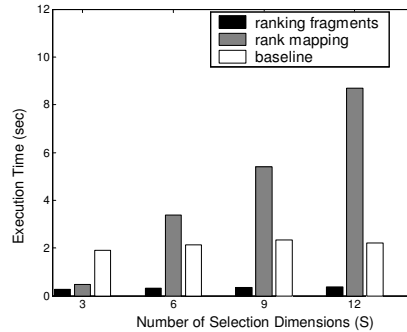 12
10
8
6
4
2
0
Execution Time (sec)
ranking fragments
rank mapping
baseline
3 6 9 12
Number of Selection Dimensions (S)